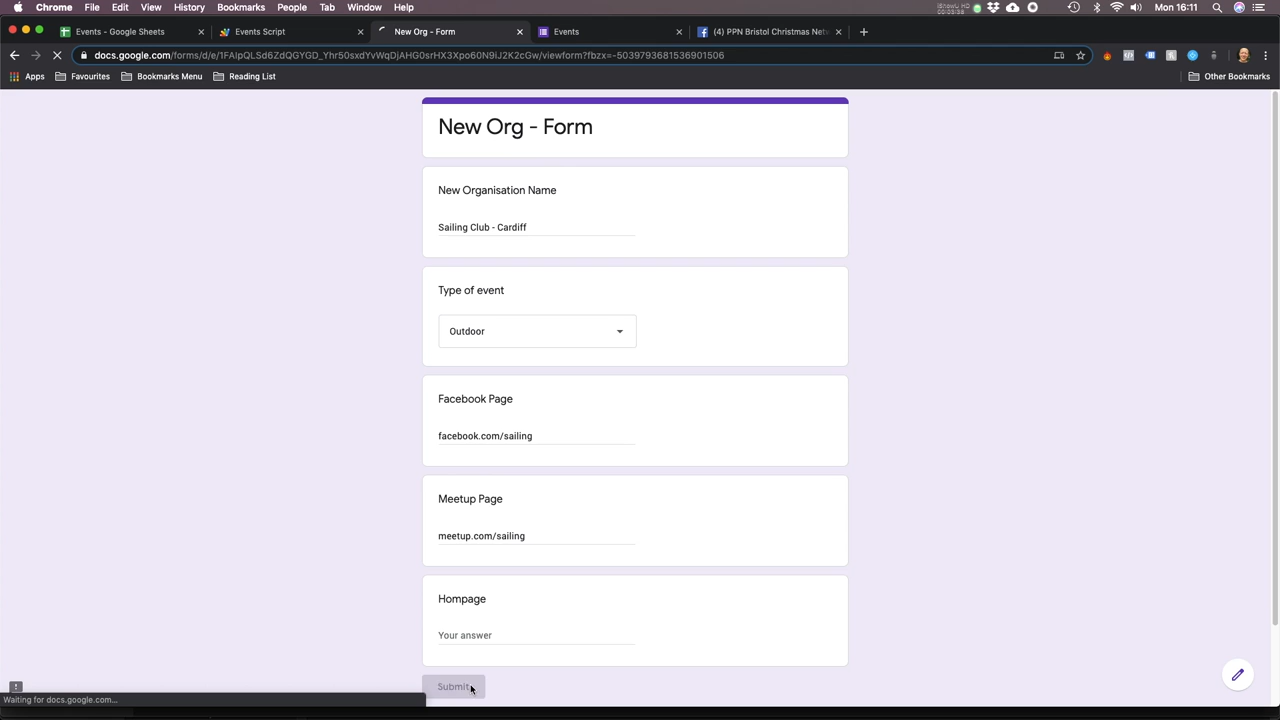 Chrome File Edit View History Bookmarks People Tab Window Help Mon 16:11
Events - Google Sheets Events Script New Org - Form Events (4) PPN Bristol Christmas Net
docs.google.com/forms/d/e/1FAIpQLSd6ZdQGYGD_Yhr50sxdYvWqDjAHG0srHX3Xpo60N9iJ2K2cGw/viewform?fbzx=-5039793681536901506
Apps Favourites Bookmarks Menu Reading List Other Bookmarks
New Org - Form
New Organisation Name
Sailing Club - Cardiff
Type of event
Outdoor
Facebook Page
facebook.com/sailing
Meetup Page
meetup.com/sailing
Hompage
Your answer
Submit
Waiting for docs.google.com...